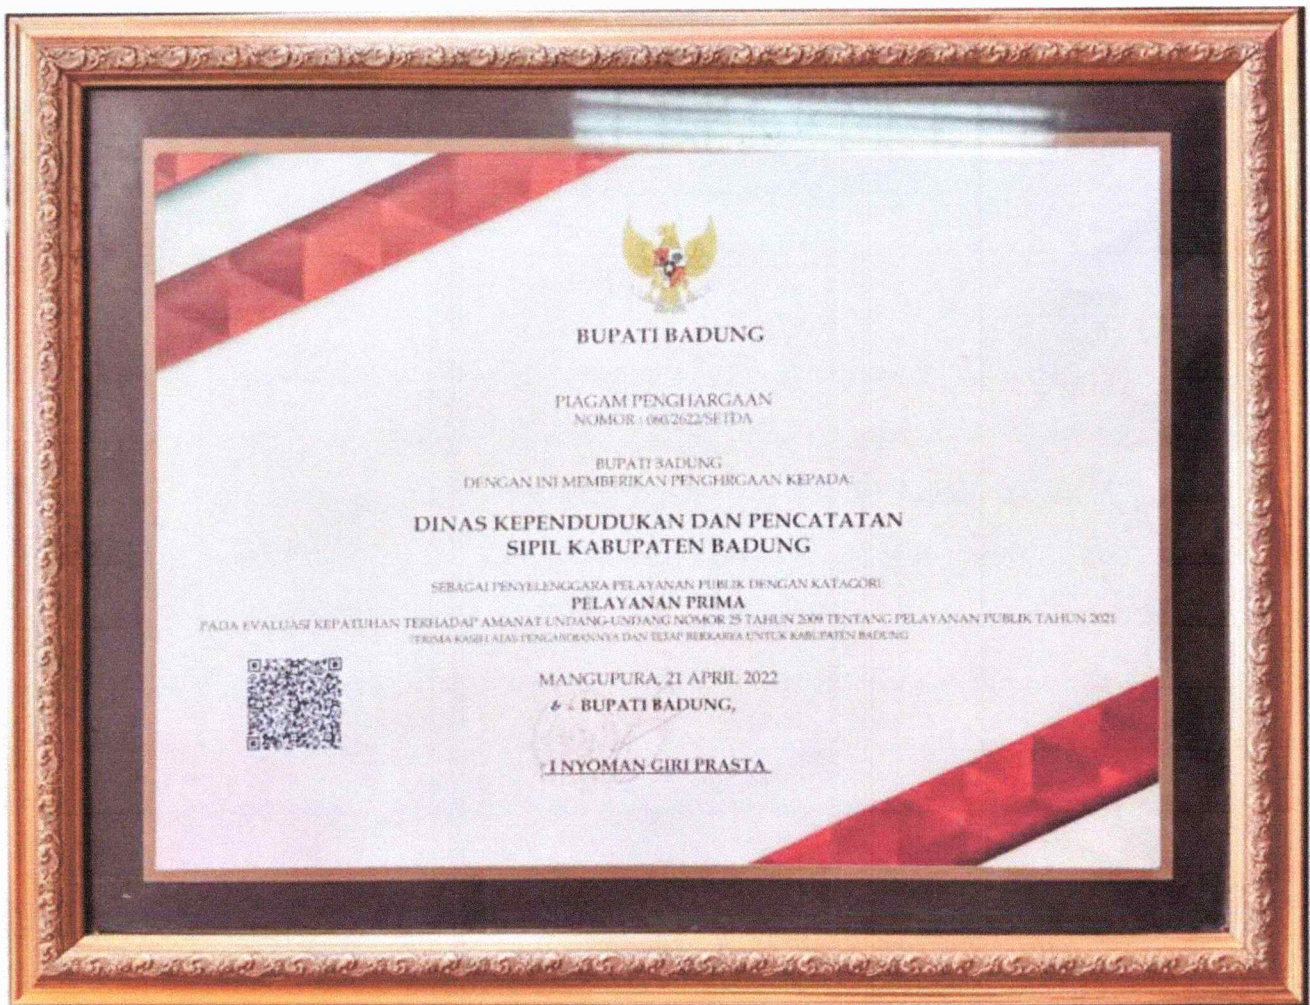 BUPATI BADUNG
PIAGAM PENGHARGAAN
NOMOR : 060/2622/SETDA
BUPATI BADUNG
DENGAN INI MEMBERIKAN PENGHRGAAN KEPADA:
DINAS KEPENDUDUKAN DAN PENCATATAN
SIPIL KABUPATEN BADUNG
SEBAGAI PENYELENGGARA PELAYANAN PUBLIK DENGAN KATAGORI:
PELAYANAN PRIMA
PADA EVALUASI KEPATUHAN TERHADAP AMANAT UNDANG-UNDANG NOMOR 25 TAHUN 2009 TENTANG PELAYANAN PUBLIK TAHUN 2021
TERIMA KASIH ATAS PENGABDIANNYA DAN TETAP BERKARYA UNTUK KABUPATEN BADUNG
MANGUPURA, 21 APRIL 2022
BUPATI BADUNG,
I NYOMAN GIRI PRASTA